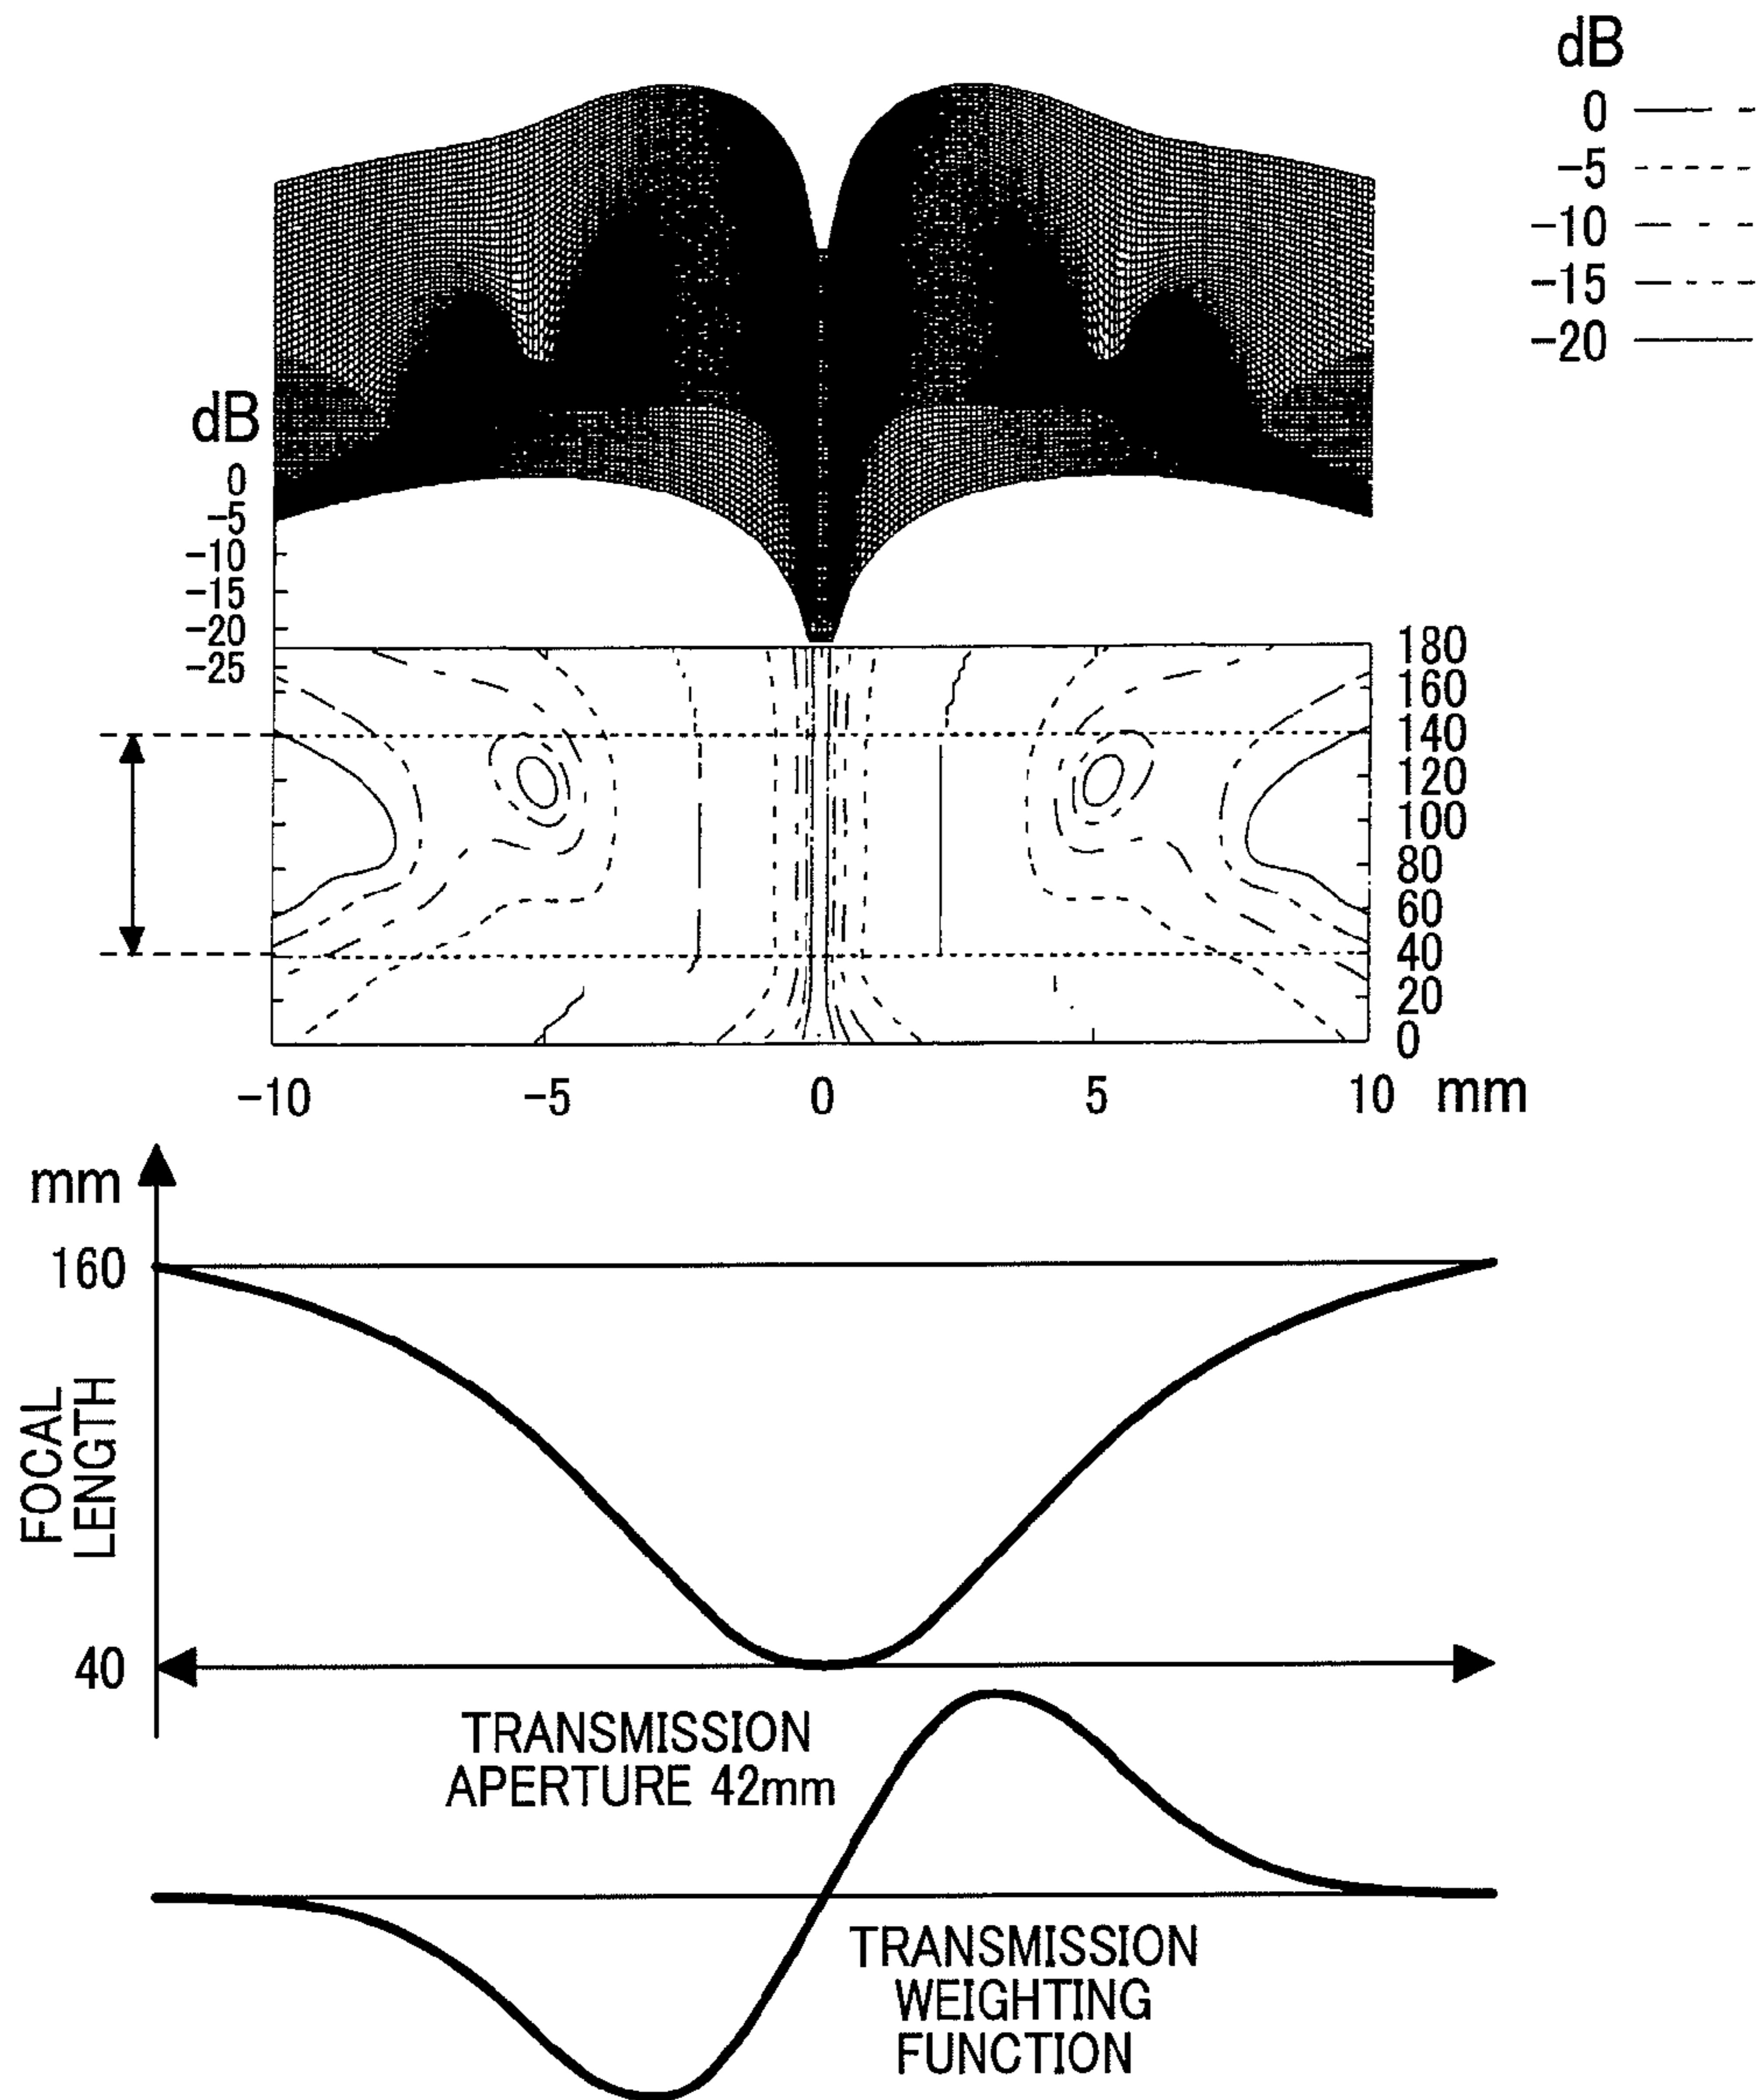 dB
0
-5
-10
-15
-20
dB
0
-5
-10
-15
-20
-25
180
160
140
120
100
80
60
40
20
0
-10 -5 0 5 10 mm
mm
160
FOCAL
LENGTH
40
TRANSMISSION
APERTURE 42mm
TRANSMISSION
WEIGHTING
FUNCTION